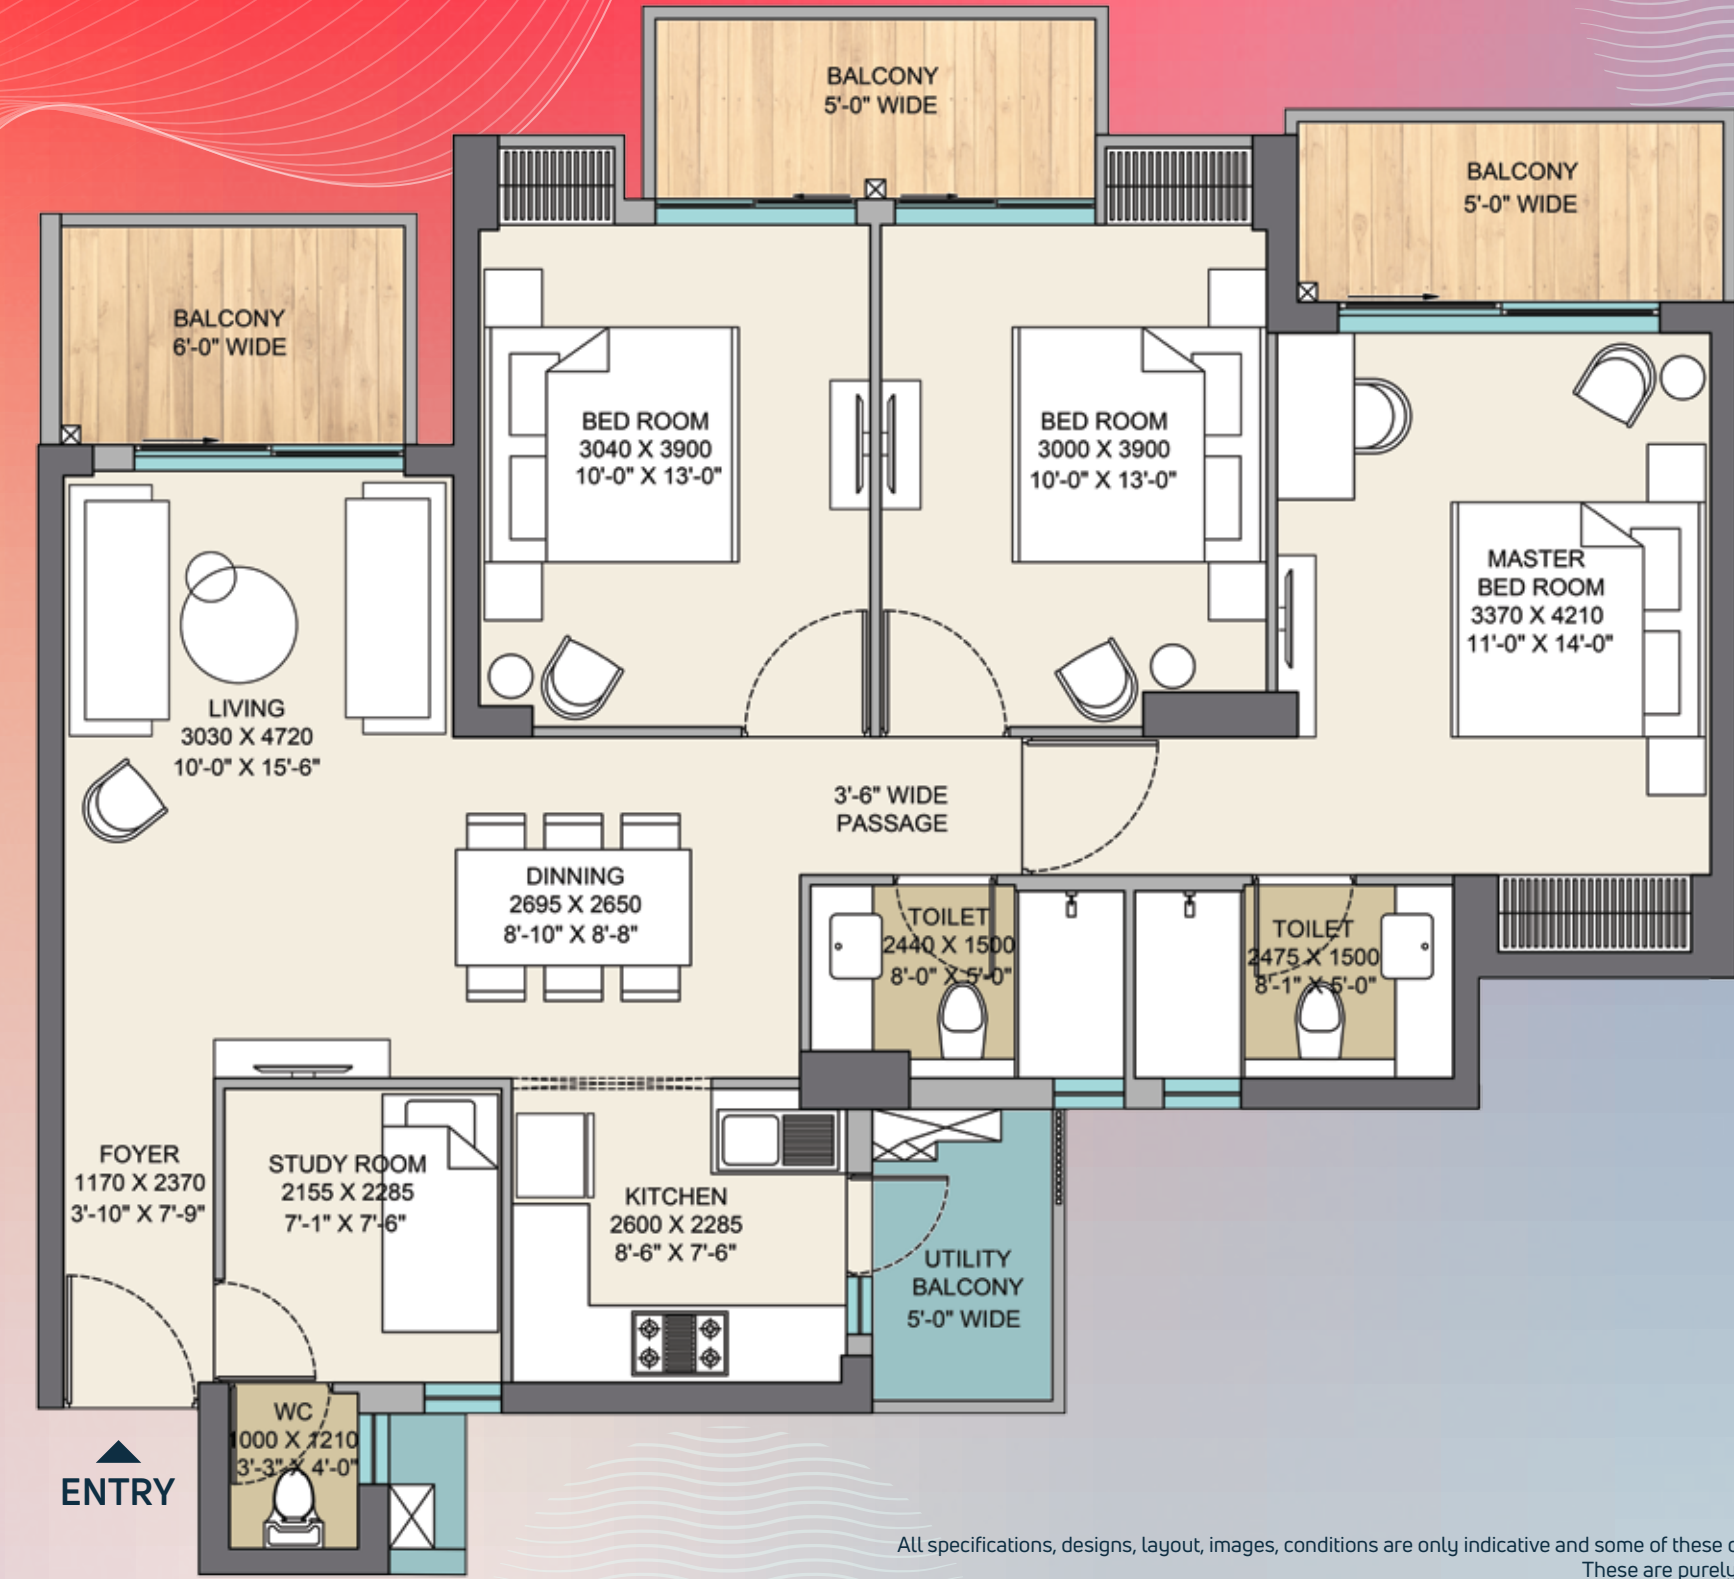 BALCONY
5'-0" WIDE
BALCONY
5'-0" WIDE
BALCONY
6'-0" WIDE
BED ROOM
3040 X 3900
10'-0" X 13'-0"
BED ROOM
3000 X 3900
10'-0" X 13'-0"
MASTER
BED ROOM
3370 X 4210
11'-0" X 14'-0"
LIVING
3030 X 4720
10'-0" X 15'-6"
3'-6" WIDE
PASSAGE
DINNING
2695 X 2650
8'-10" X 8'-8"
TOILET
2440 X 1500
8'-0" X 5'-0"
TOILET
2475 X 1500
8'-1" X 5'-0"
FOYER
1170 X 2370
3'-10" X 7'-9"
STUDY ROOM
2155 X 2285
7'-1" X 7'-6"
KITCHEN
2600 X 2285
8'-6" X 7'-6"
UTILITY
BALCONY
5'-0" WIDE
WC
1000 X 1210
3'-3" X 4'-0"
ENTRY
All specifications, designs, layout, images, conditions are only indicative and some of these
These are purely